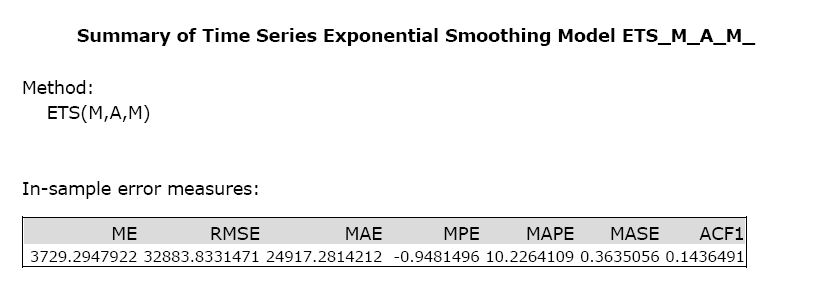 Summary of Time Series Exponential Smoothing Model ETS_M_A_M_
Method:
ETS(M,A,M)
In-sample error measures:
ME RMSE MAE MPE MAPE MASE ACF1
3729.2947922 32883.8331471 24917.2814212 -0.9481496 10.2264109 0.3635056 0.1436491